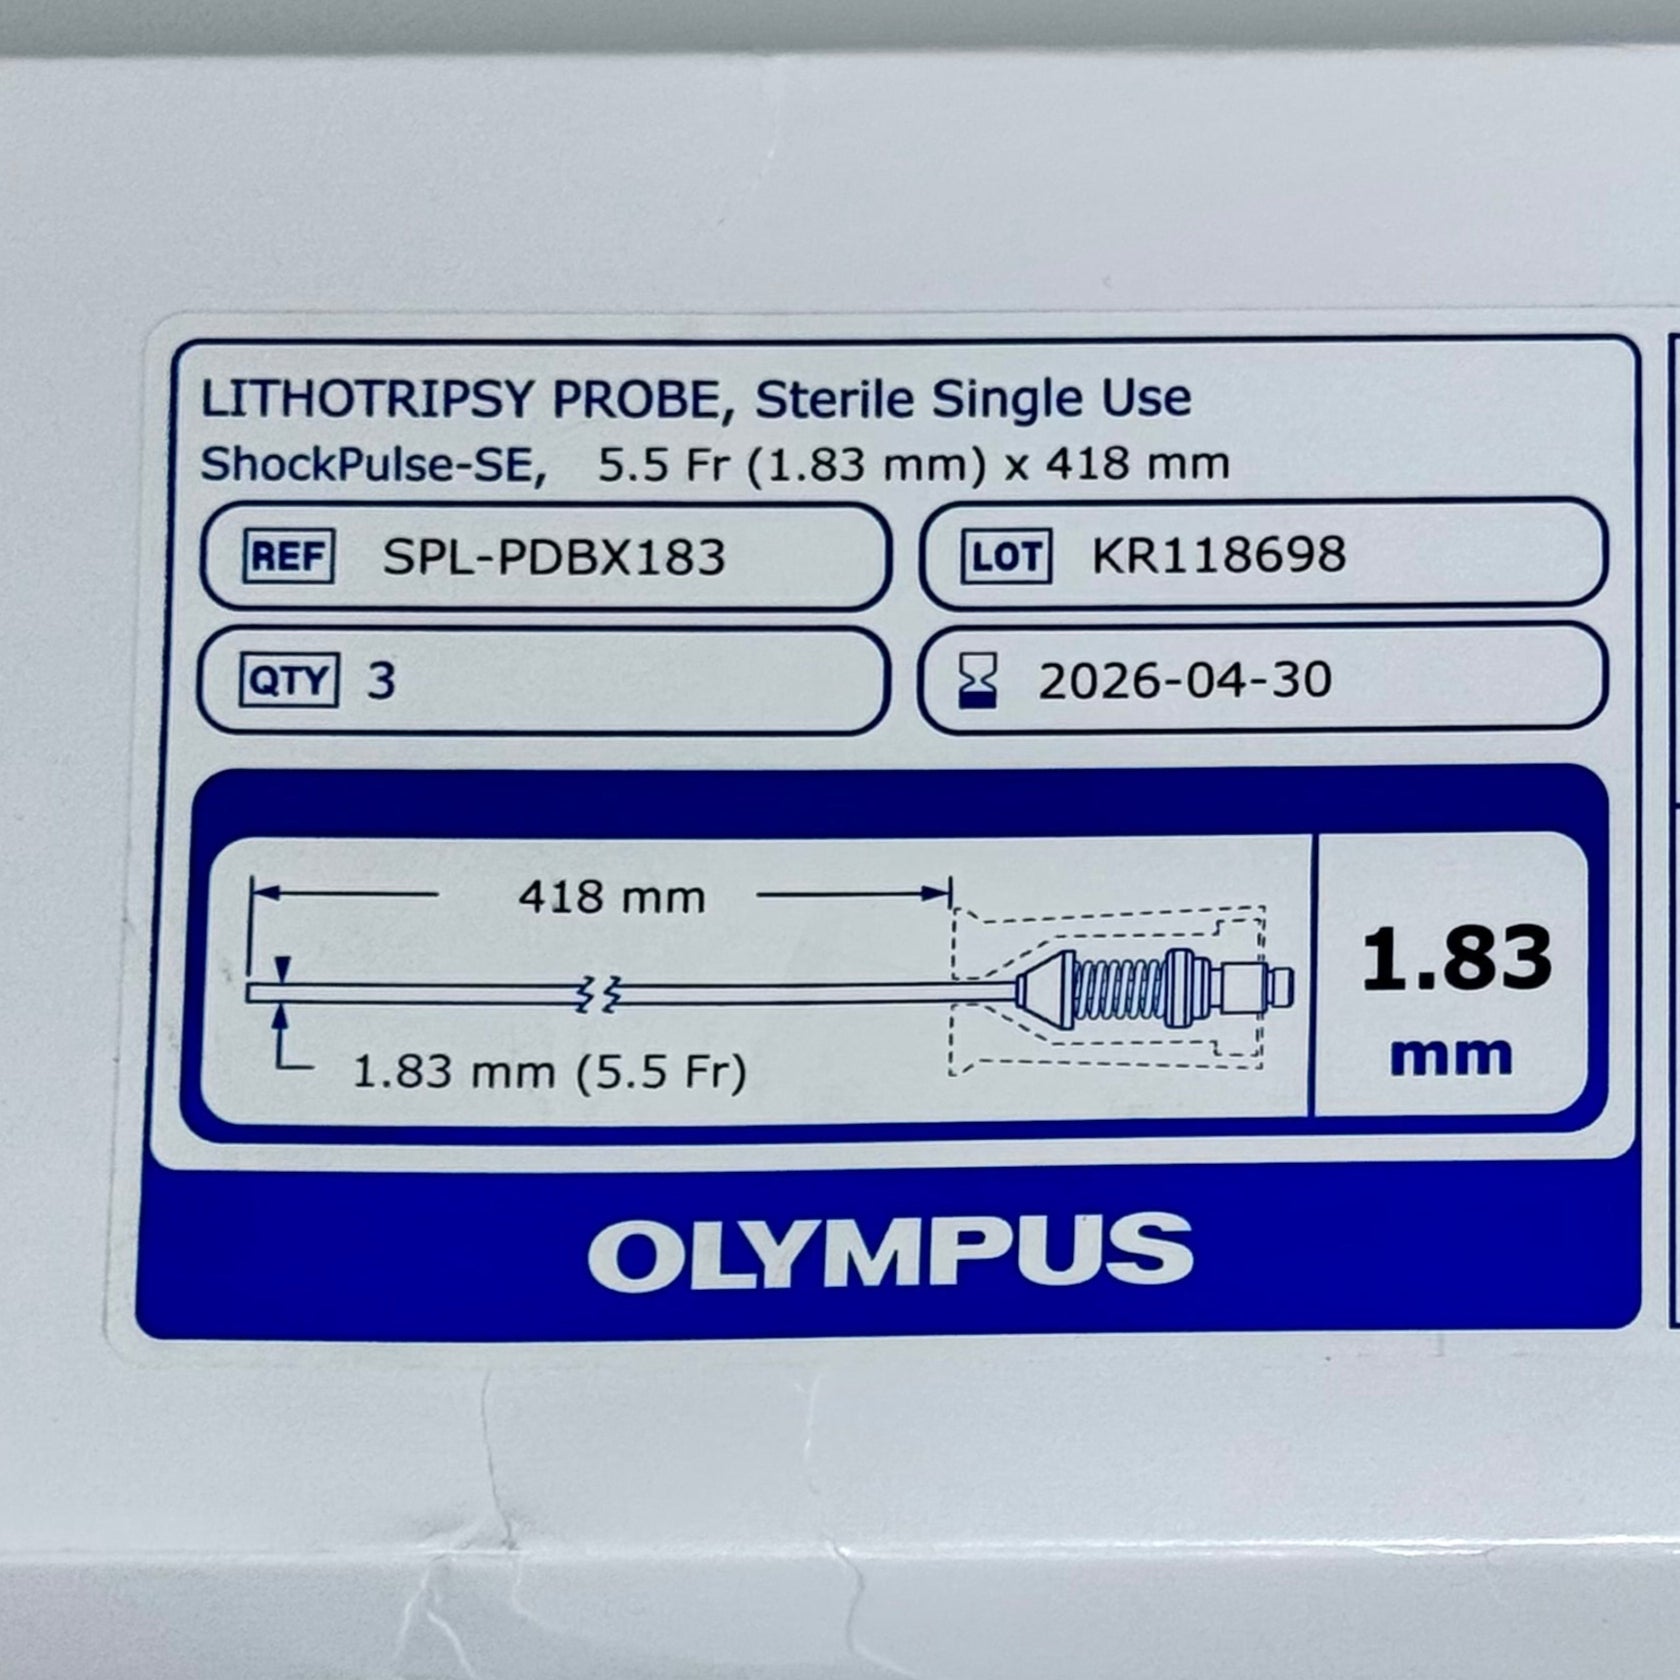 LITHOTRIPSY PROBE, Sterile Single Use
ShockPulse-SE, 5.5 Fr (1.83 mm) x 418 mm
REF SPL-PDBX183
LOT KR118698
QTY 3
2026-04-30
418 mm
1.83 mm (5.5 Fr)
1.83
mm
OLYMPUS